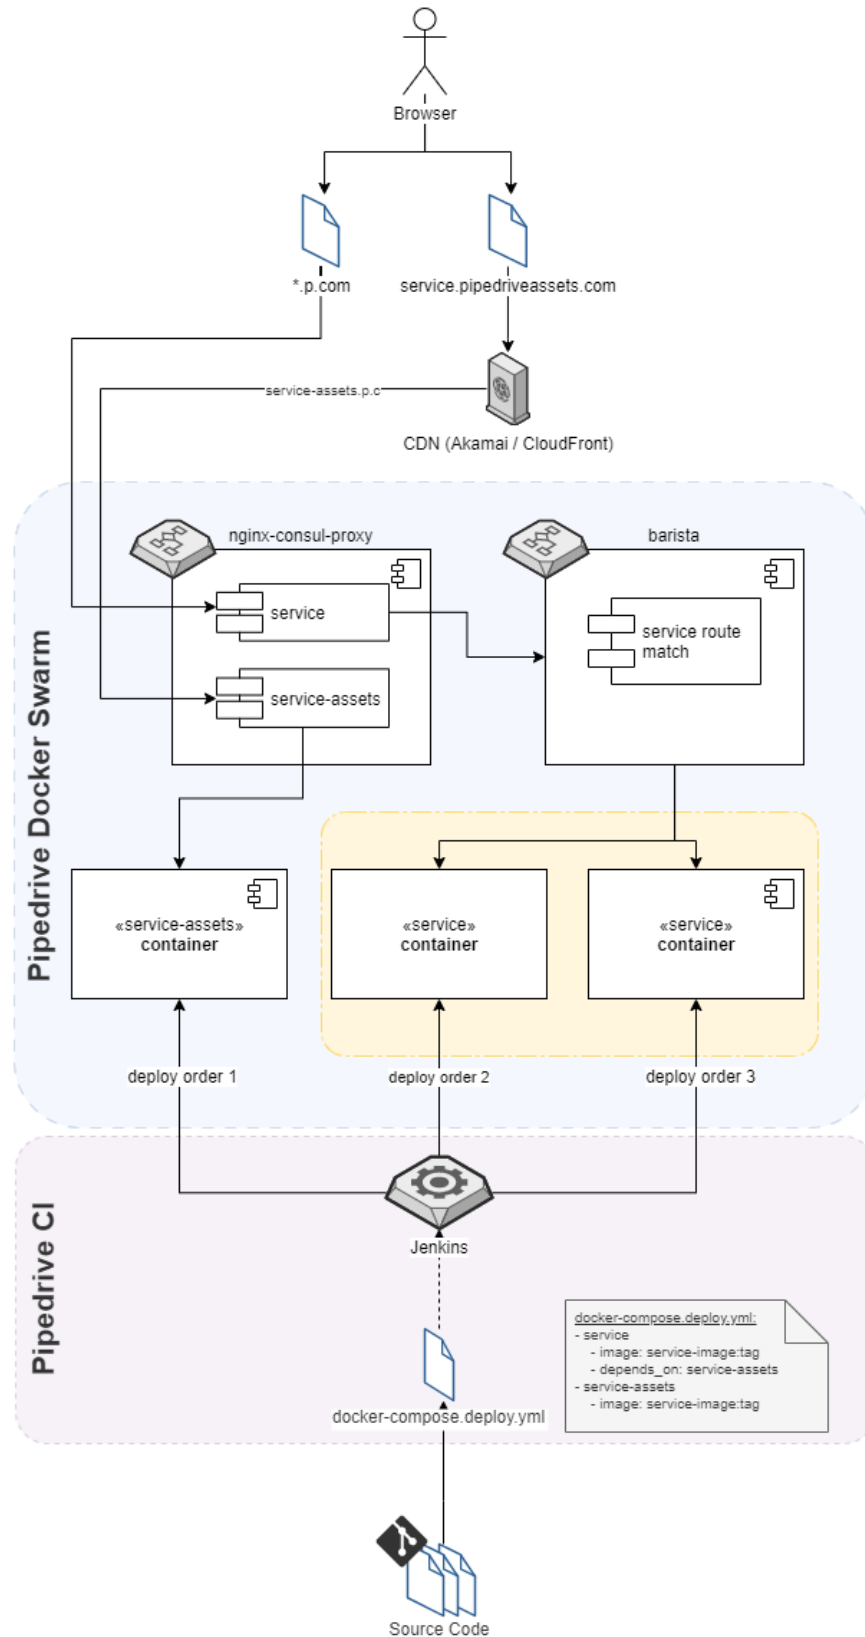 Browser
*.p.com
service.pipedriveassets.com
service-assets.p.c
CDN (Akamai / CloudFront)
Pipedrive Docker Swarm
nginx-consul-proxy
barista
service
service route
match
service-assets
«service-assets»
container
«service»
container
«service»
container
deploy order 1
deploy order 2
deploy order 3
Pipedrive CI
Jenkins
docker-compose.deploy.yml:
- service
- image: service-image:tag
- depends_on: service-assets
- service-assets
- image: service-image:tag
docker-compose.deploy.yml
Source Code